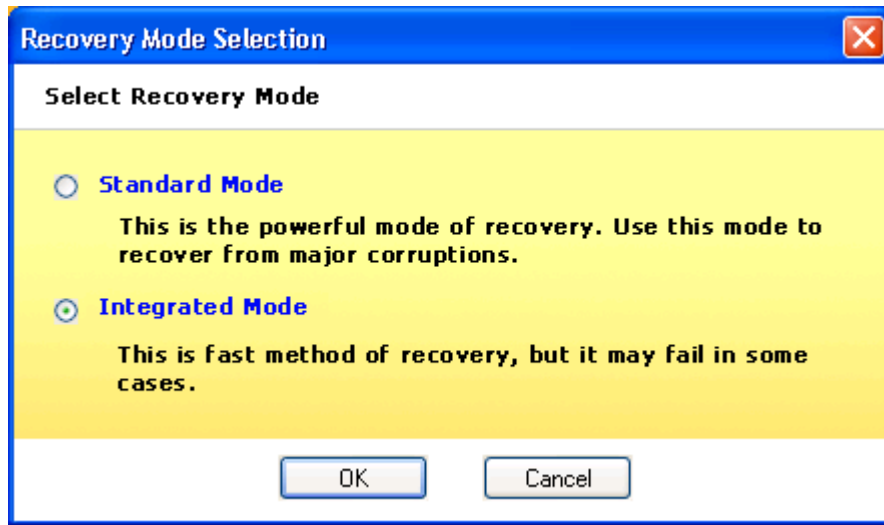 Recovery Mode Selection
Select Recovery Mode
Standard Mode
This is the powerful mode of recovery. Use this mode to
recover from major corruptions.
Integrated Mode
This is fast method of recovery, but it may fail in some
cases.
OK
Cancel